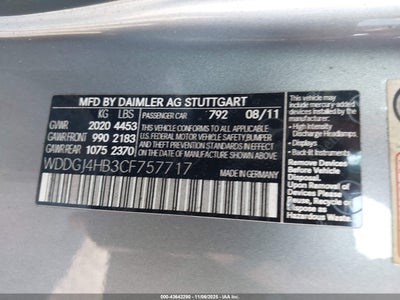 MFD BY DAIMLER AG STUTTGART
KG LBS PASSENGER CAR 792 08/11
GVWR 2020 4453
GAWR FRONT 990 2183
GAWR REAR 1075 2370
THIS VEHICLE CONFORMS TO ALL APPLICABLE
FEDERAL U.S. MOTOR VEHICLE SAFETY,
BUMPER, AND THEFT PREVENTION STANDARDS
IN EFFECT ON THE DATE OF MANUFACTURE
SHOWN ABOVE.
WDDGJ4HB3CF757717
MADE IN GERMANY
This vehicle may
include mercury-added
devices installed by the
manufacturer:
- High Intensity
Discharge Headlamps
- Displays
- Back lit Instruments
Remove Devices Before
Vehicle Disposal
Upon Removal of
Devices Please Reuse,
Recycle or Dispose as
Hazardous Waste
000-43642290 - 11/06/2025 - IAA, Inc.